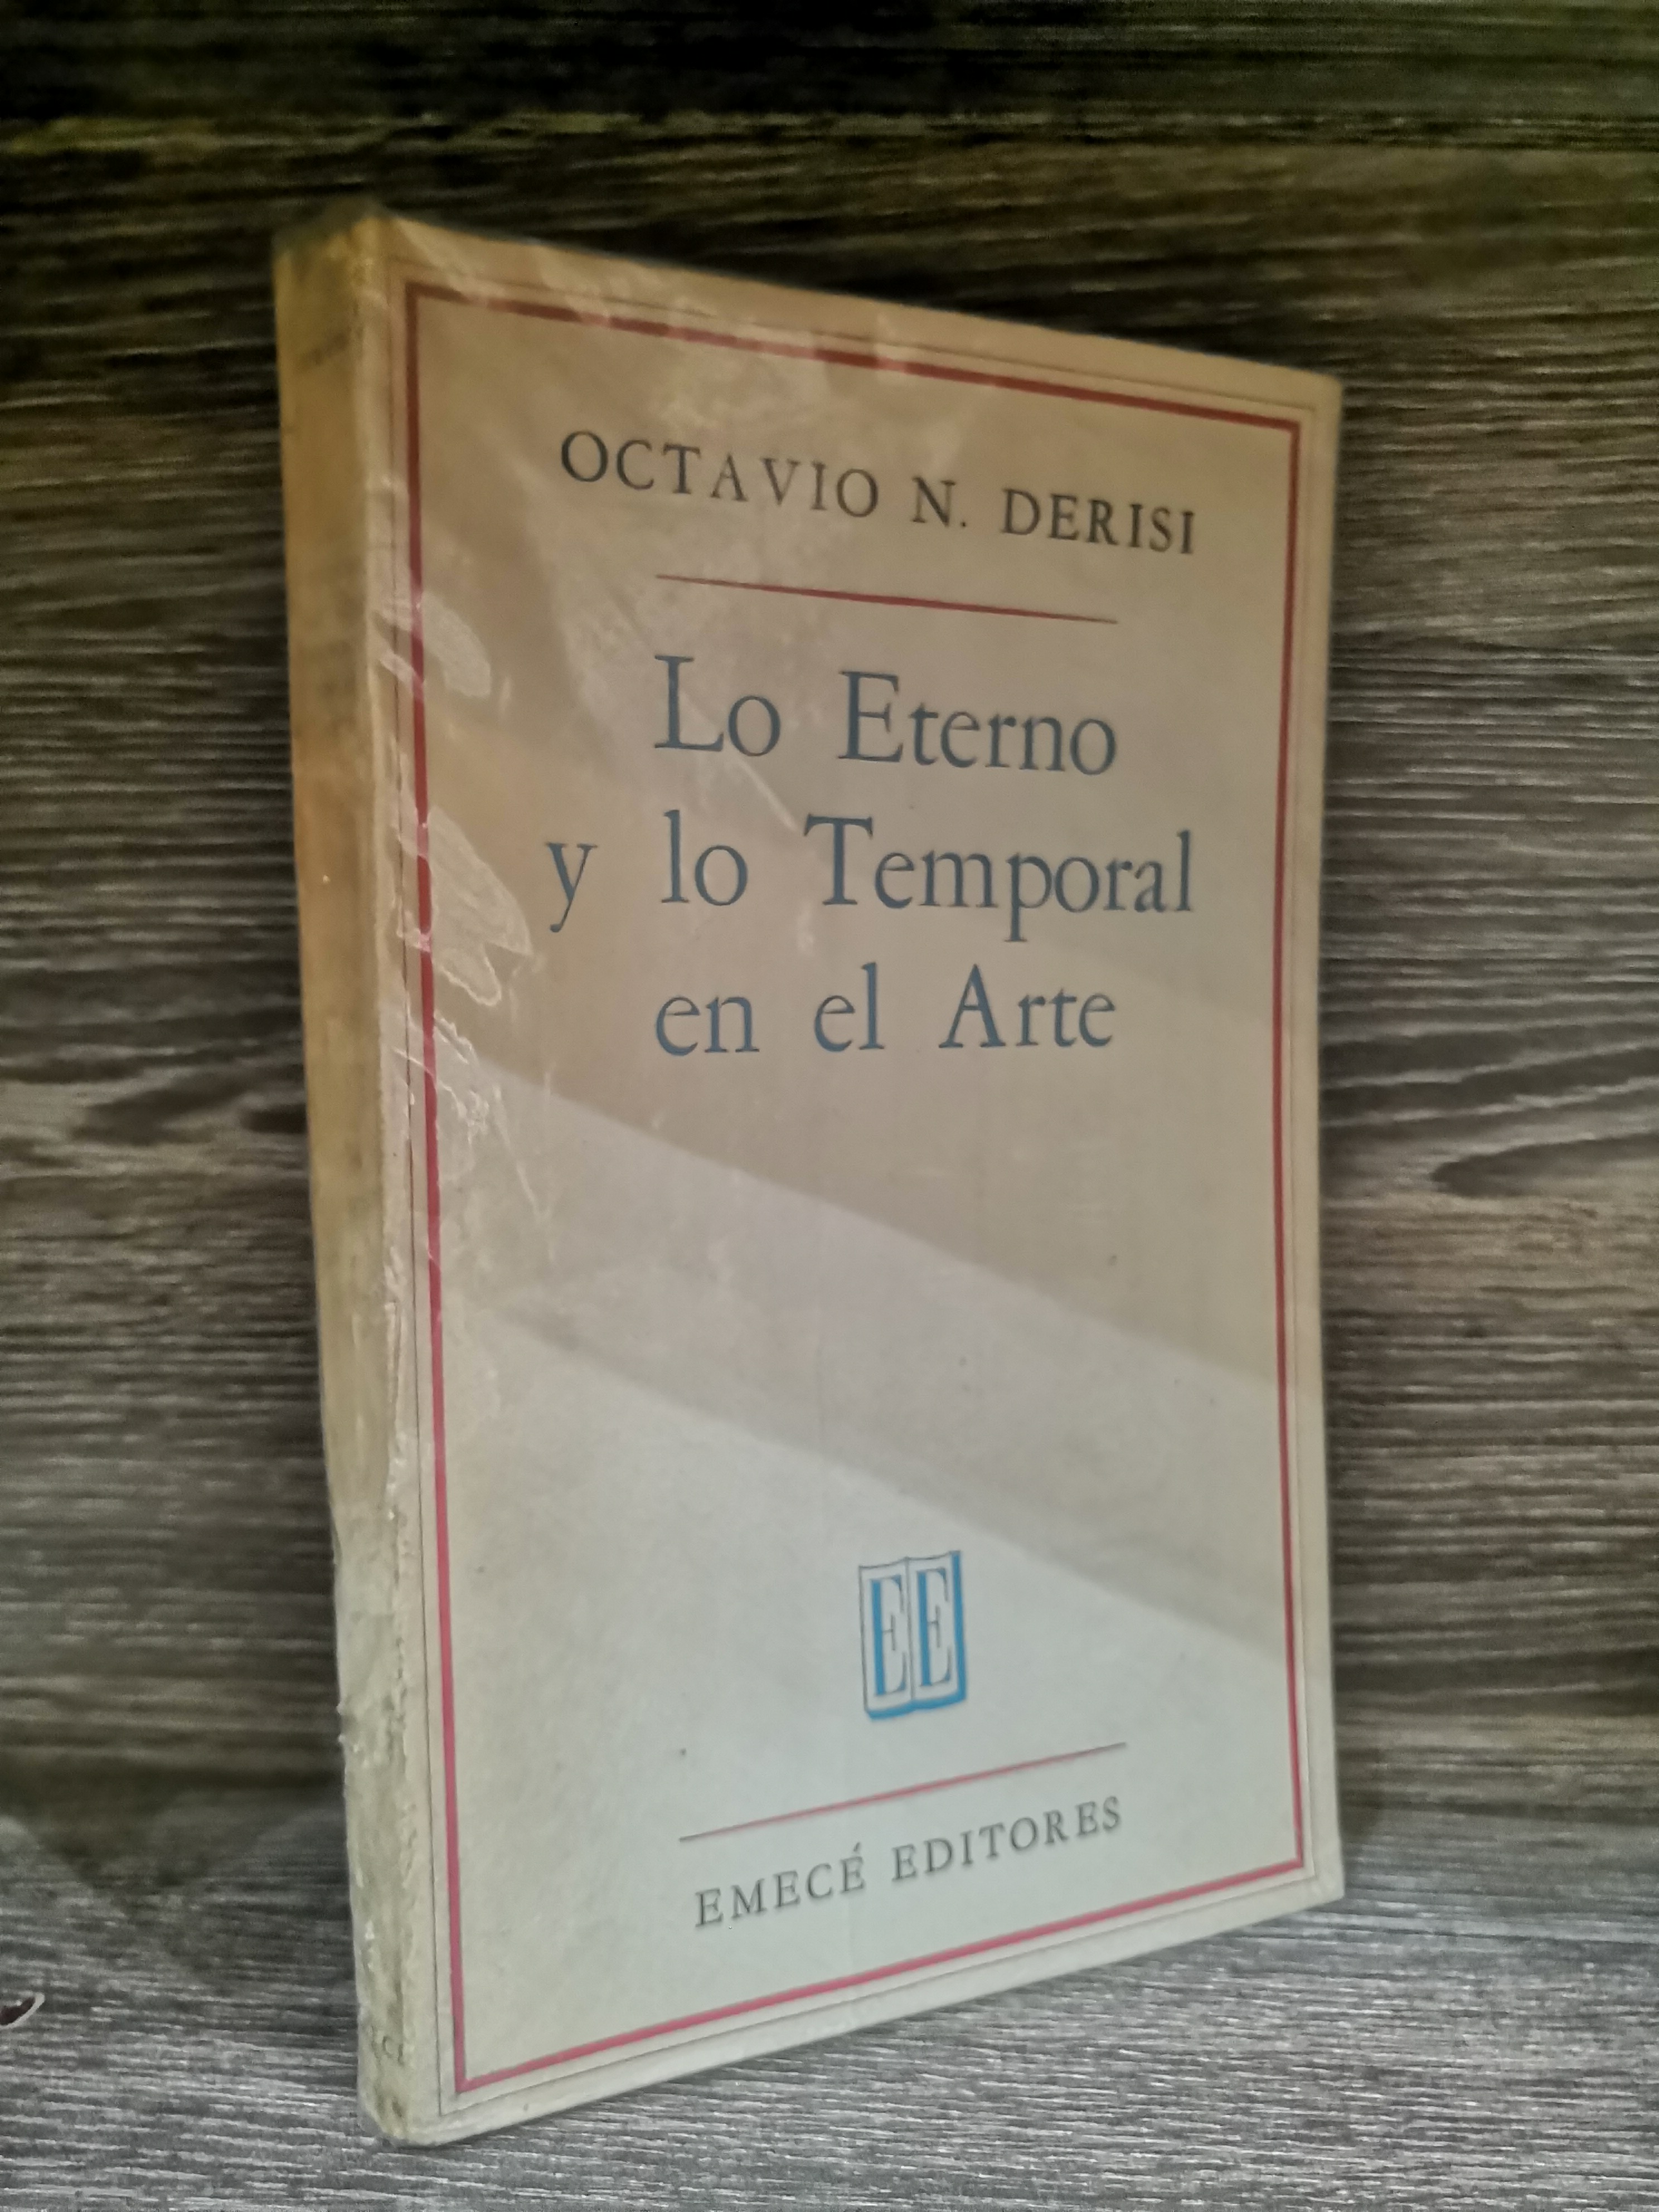 OCTAVIO N. DERISI
Lo Eterno
y lo Temporal
en el Arte
EE
EMECÉ EDITORES